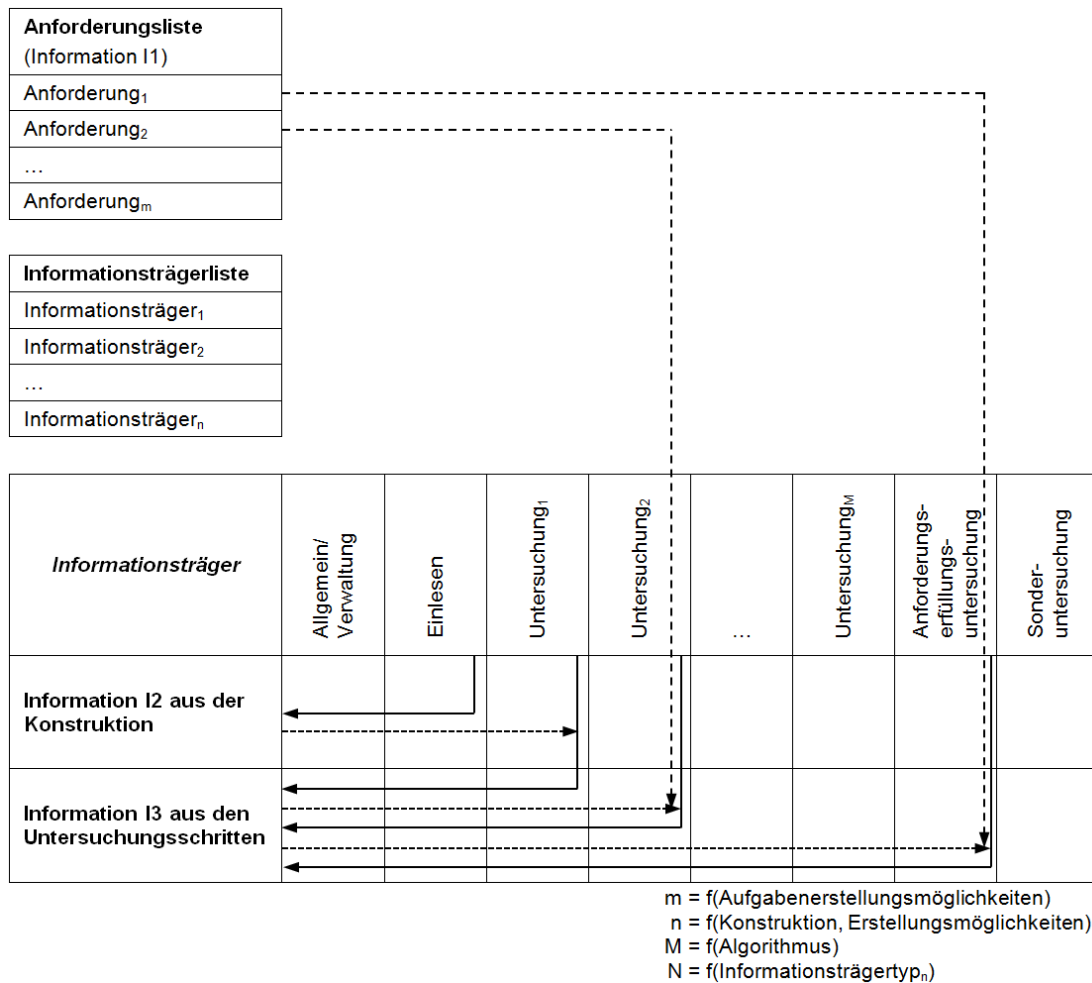 Anforderungsliste
(Information I1)
Anforderung₁
Anforderung₂
…
Anforderungₘ
Informationsträgerliste
Informationsträger₁
Informationsträger₂
…
Informationsträgerₙ
Informationsträger
Allgemein/
Verwaltung
Einlesen
Untersuchung₁
Untersuchung₂
…
Untersuchung_M
Anforderungs-
erfüllungs-
untersuchung
Sonder-
untersuchung
Information I2 aus der
Konstruktion
Information I3 aus den
Untersuchungsschritten
m = f(Aufgabenerstellungsmöglichkeiten)
n = f(Konstruktion, Erstellungsmöglichkeiten)
M = f(Algorithmus)
N = f(Informationsträgertypₙ)